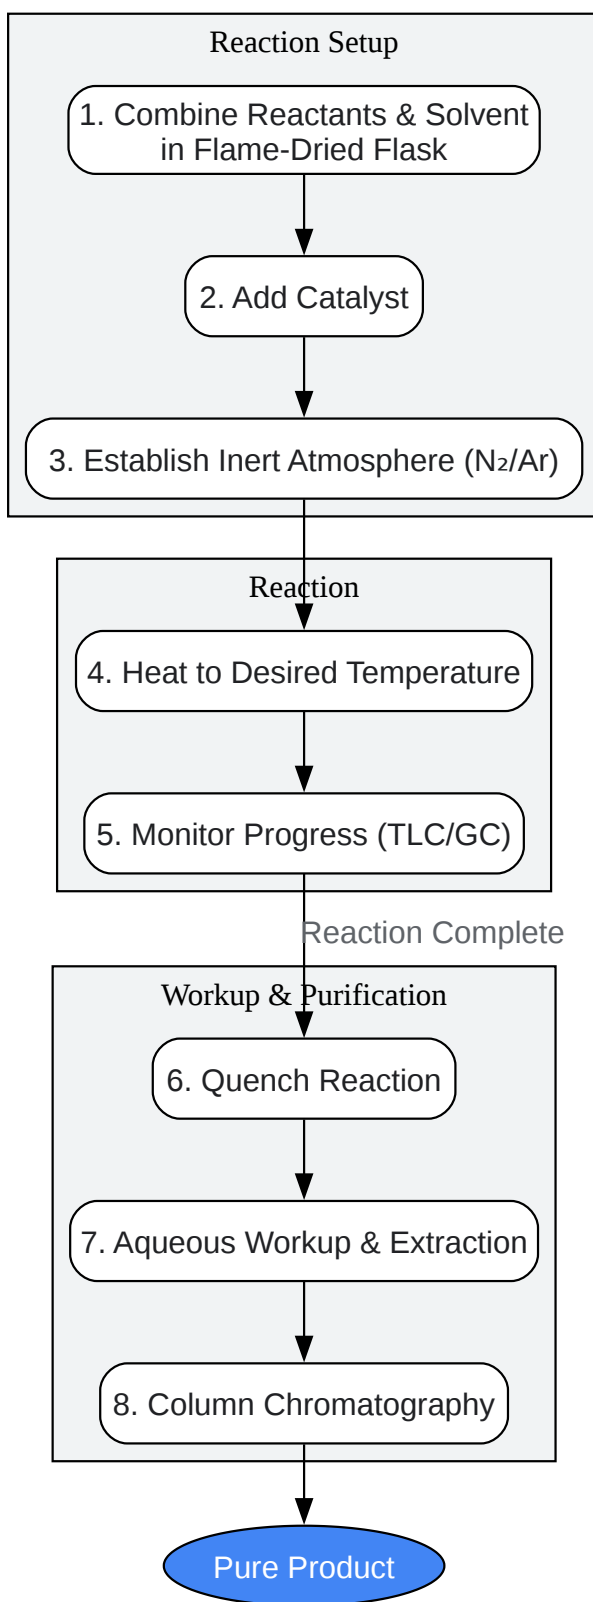 Reaction Setup
1. Combine Reactants & Solvent
in Flame-Dried Flask
2. Add Catalyst
3. Establish Inert Atmosphere (N₂/Ar)
Reaction
4. Heat to Desired Temperature
5. Monitor Progress (TLC/GC)
Reaction Complete
Workup & Purification
6. Quench Reaction
7. Aqueous Workup & Extraction
8. Column Chromatography
Pure Product